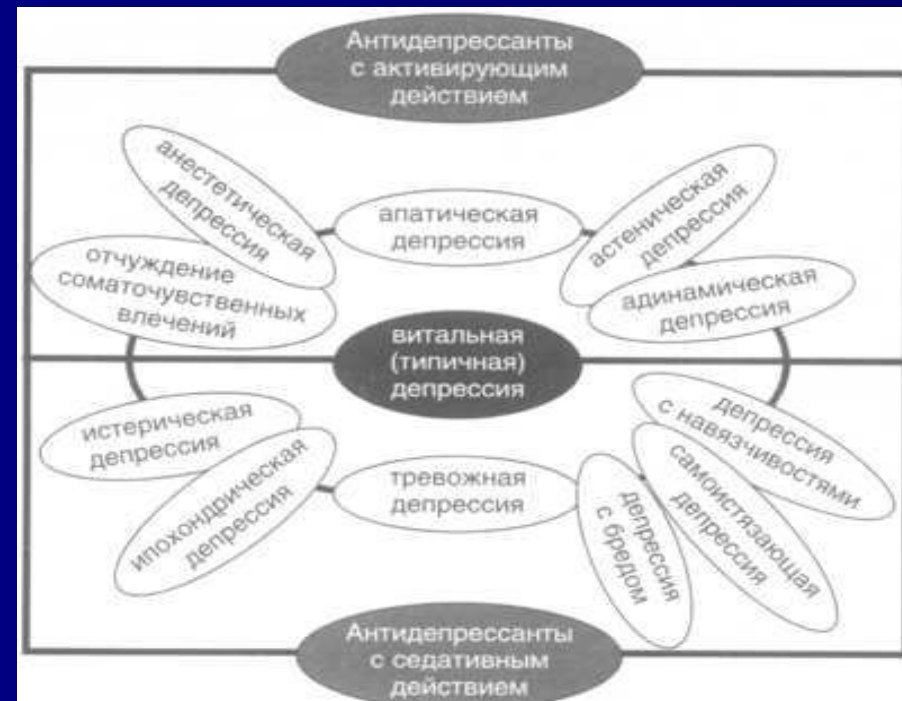 Антидепрессанты
с активирующим
действием
анестетическая
депрессия
апатическая
депрессия
астеническая
депрессия
отчуждение
соматочувственных
влечений
адинамическая
депрессия
витальная
(типичная)
депрессия
истерическая
депрессия
ипохондрическая
депрессия
тревожная
депрессия
депрессия
с бредом
самоистязающая
депрессия
депрессия
с навязчивостями
Антидепрессанты
с седативным
действием